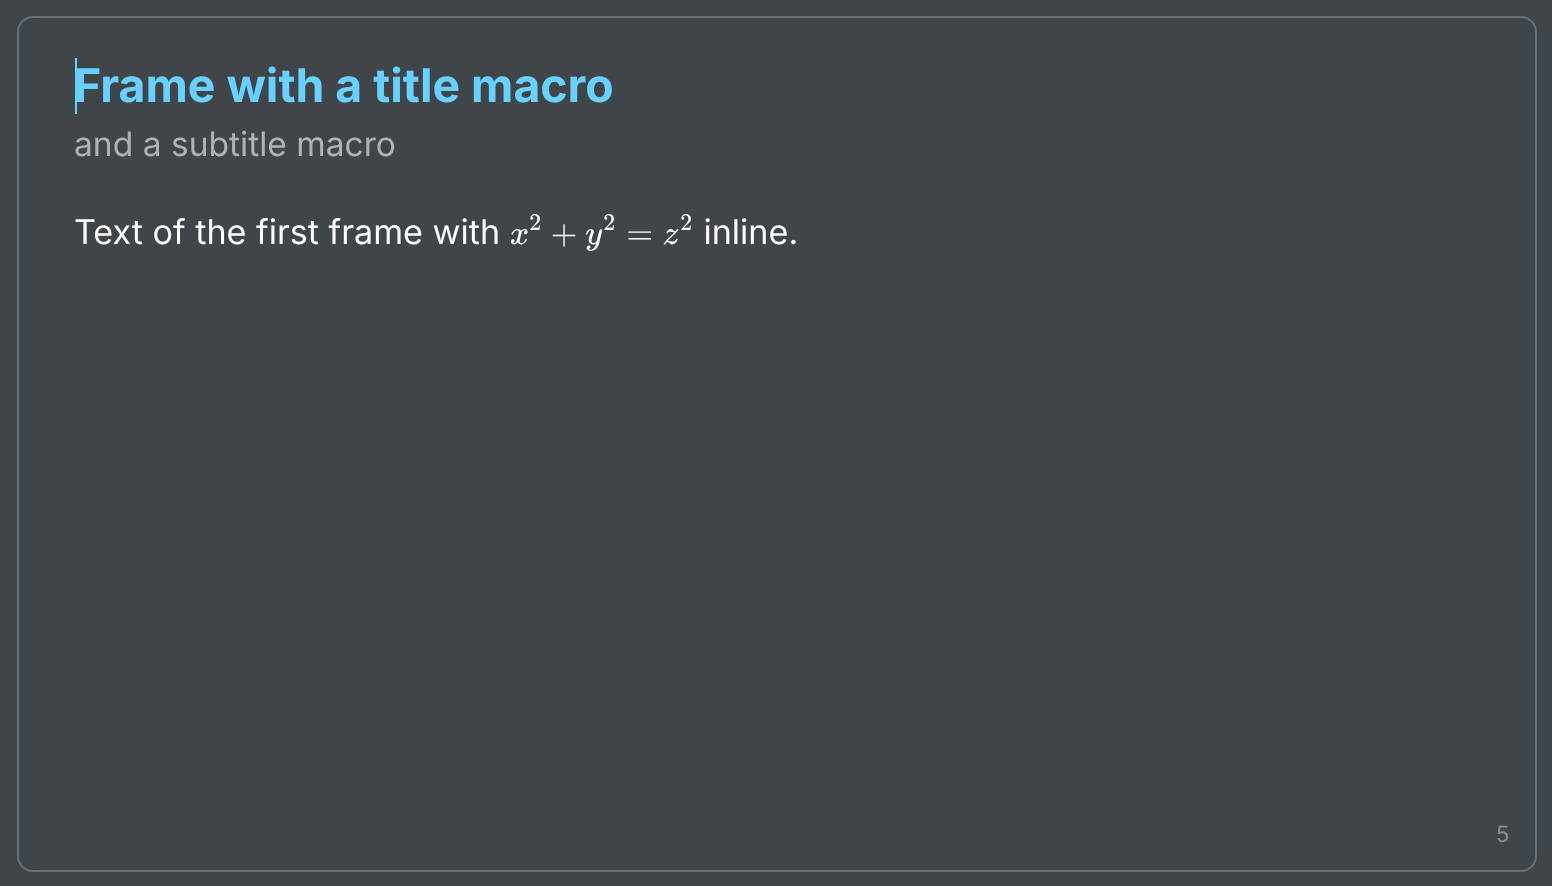 Frame with a title macro
and a subtitle macro
Text of the first frame with x² + y² = z² inline.
5